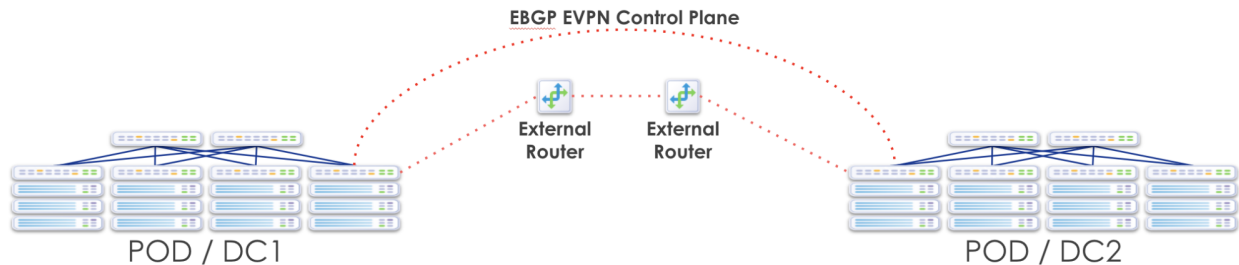 EBGP EVPN Control Plane
External
Router
External
Router
POD / DC1
POD / DC2